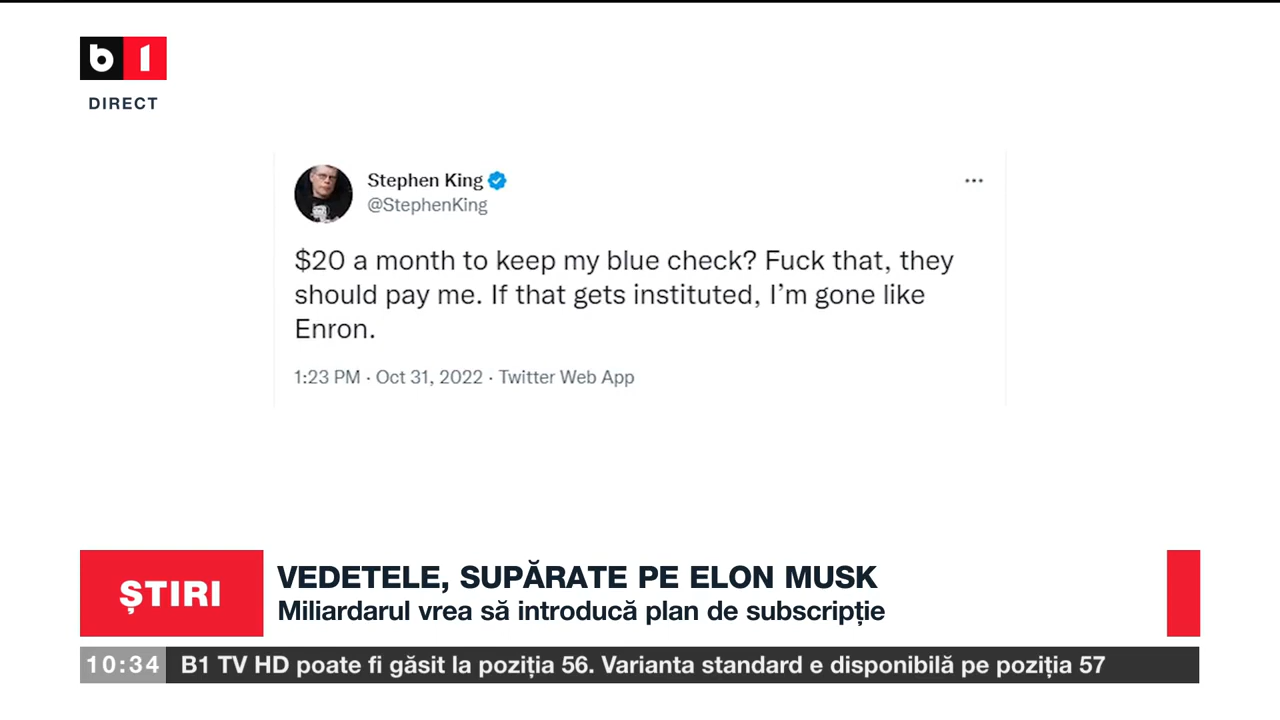 b1
DIRECT
Stephen King
@StephenKing
$20 a month to keep my blue check? Fuck that, they
should pay me. If that gets instituted, I’m gone like
Enron.
1:23 PM · Oct 31, 2022 · Twitter Web App
ȘTIRI
VEDETELE, SUPĂRATE PE ELON MUSK
Miliardarul vrea să introducă plan de subscripție
10:34 B1 TV HD poate fi găsit la poziția 56. Varianta standard e disponibilă pe poziția 57